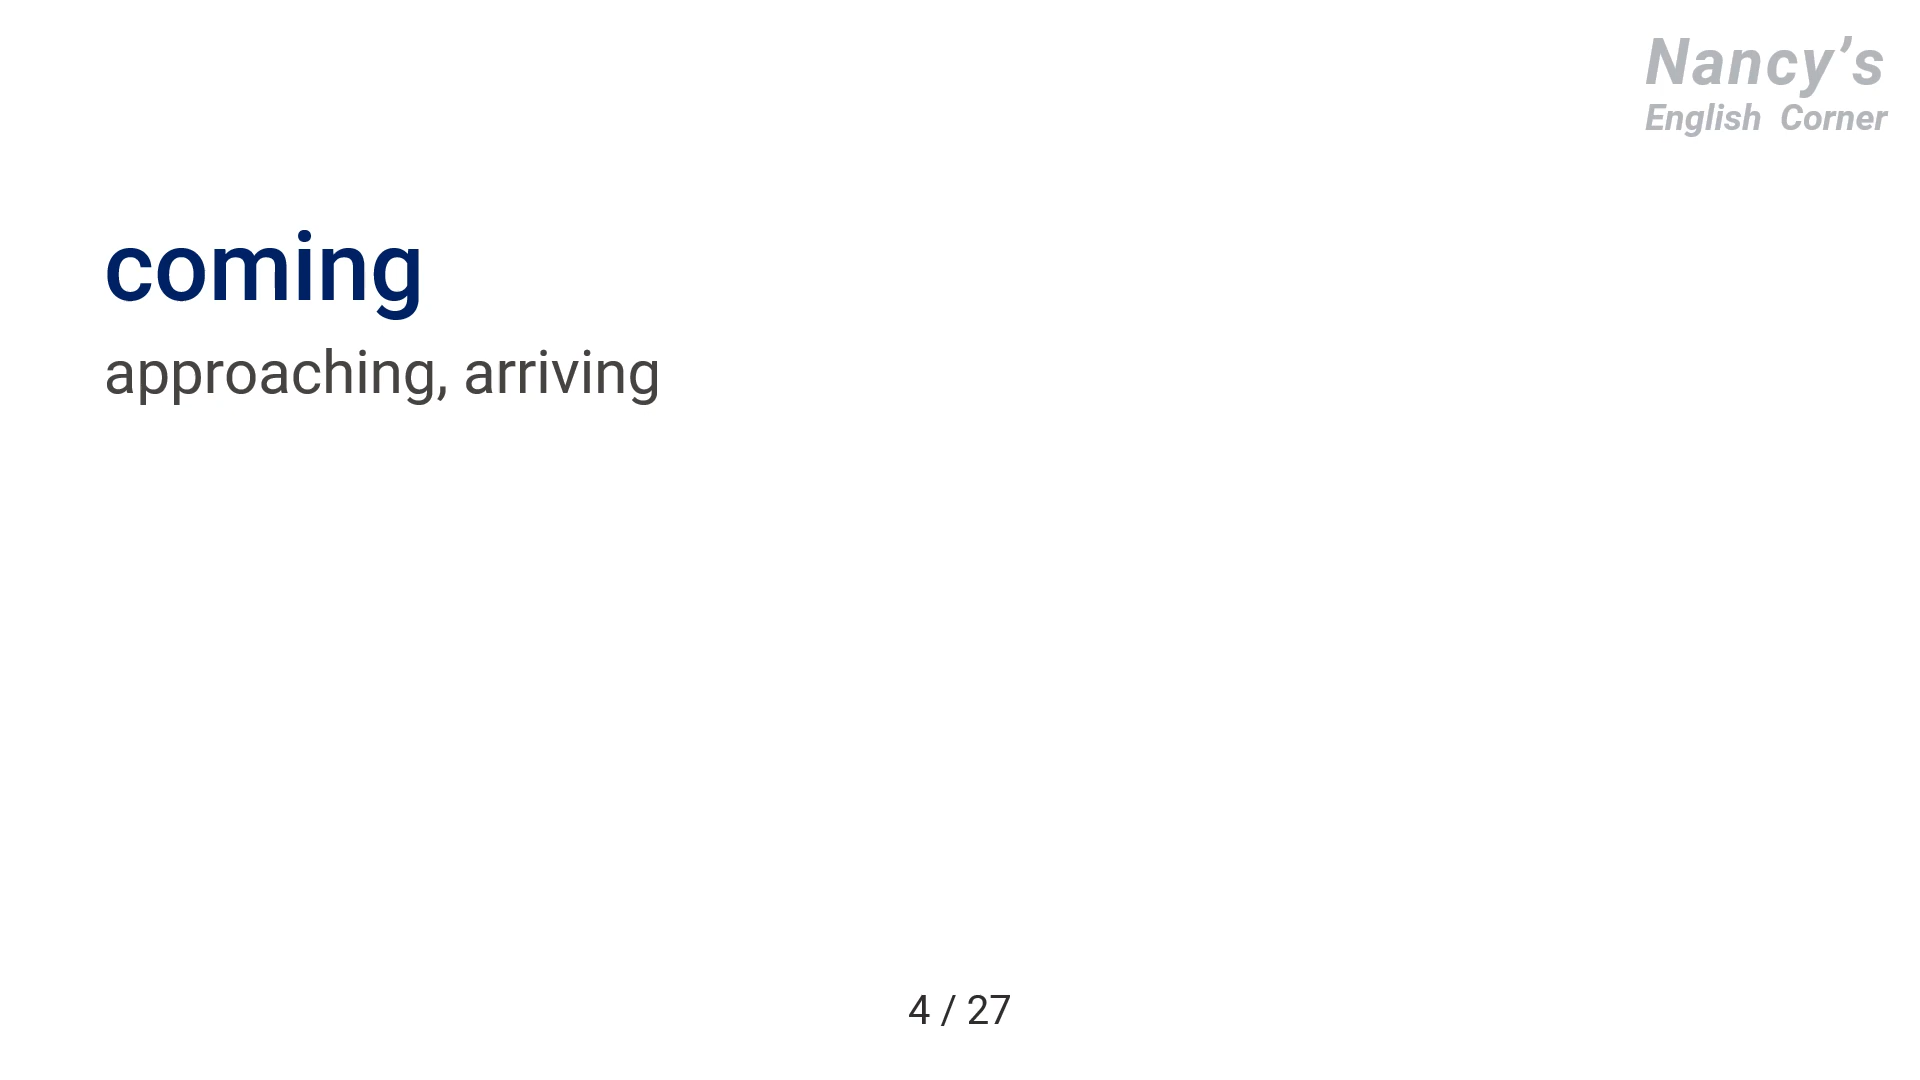 Nancy’s
English Corner
coming
approaching, arriving
4 / 27